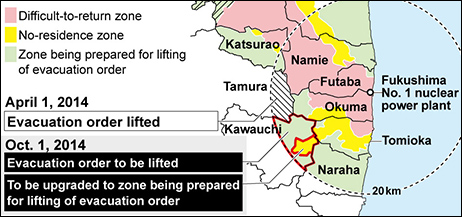 Difficult-to-return zone
No-residence zone
Zone being prepared for lifting
of evacuation order
April 1, 2014
Evacuation order lifted
Oct. 1, 2014
Evacuation order to be lifted
To be upgraded to zone being prepared
for lifting of evacuation order
Katsurao
Namie
Tamura
Futaba
Fukushima
No. 1 nuclear
power plant
Okuma
Kawauchi
Tomioka
Naraha
20 km